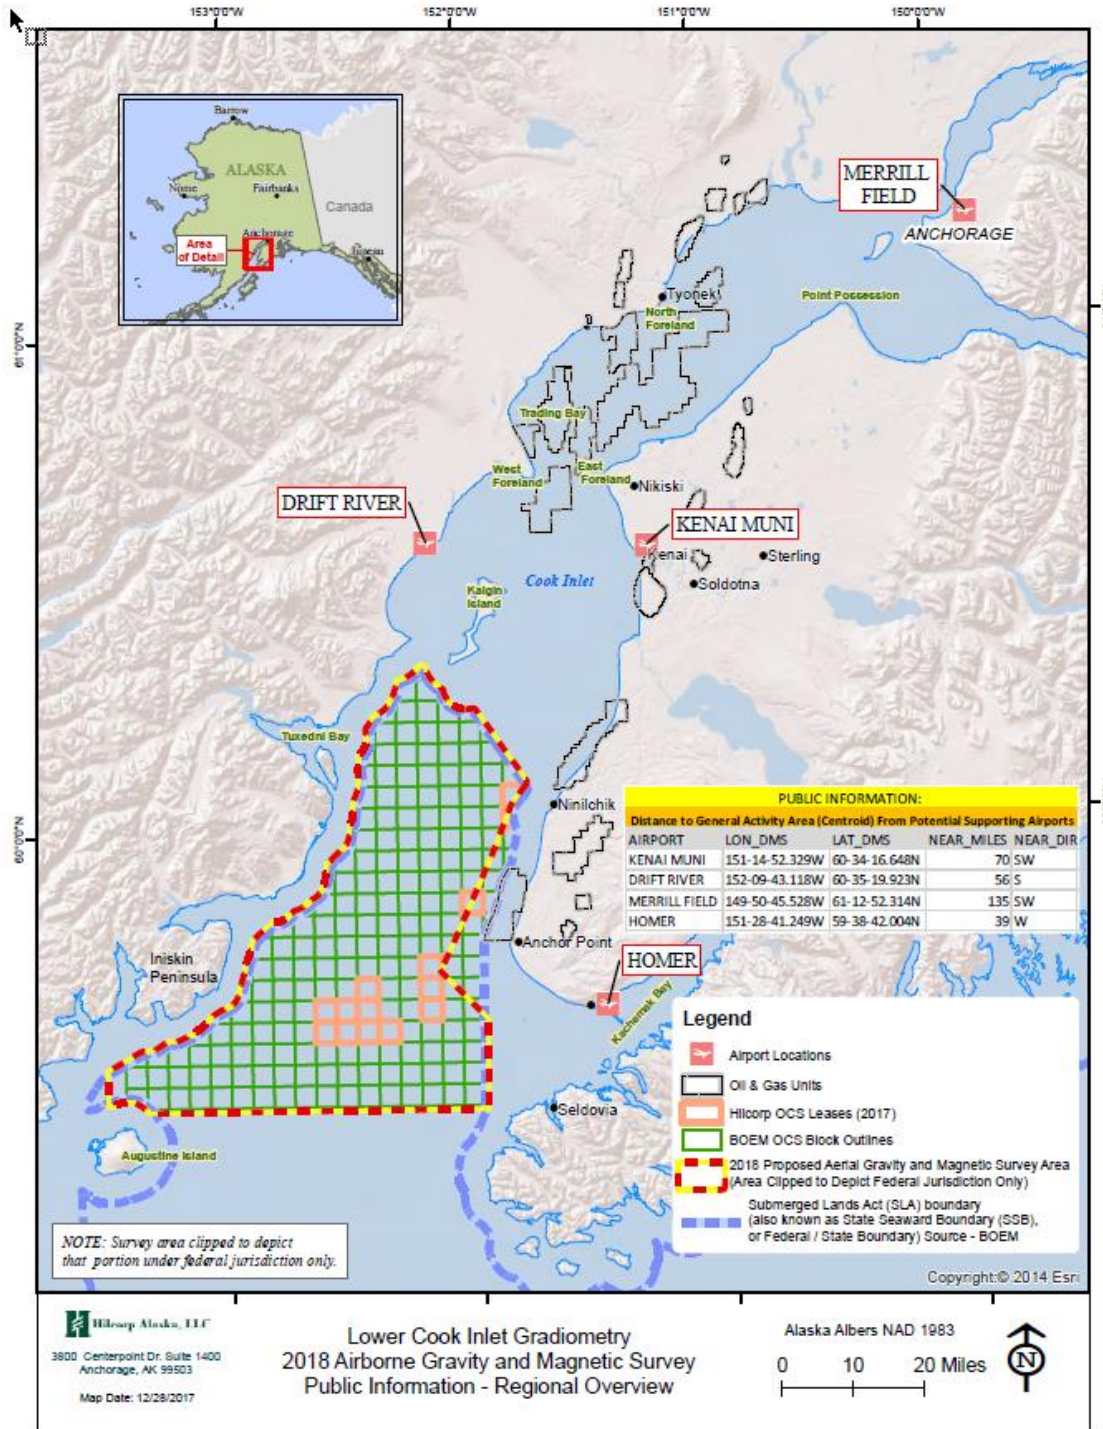 153°0'0"W
152°0'0"W
151°0'0"W
150°0'0"W
61°0'0"N
60°0'0"N
Barrow
ALASKA
Nome
Fairbanks
Canada
Anchorage
Area
of Detail
Juneau
MERRILL
FIELD
ANCHORAGE
Tyonek
North
Foreland
Point Possession
Trading Bay
West
Foreland
East
Foreland
Nikiski
DRIFT RIVER
KENAI MUNI
Kenai
Sterling
Soldotna
Cook Inlet
Kalgin
Island
Tuxedni Bay
Ninilchik
PUBLIC INFORMATION:
Distance to General Activity Area (Centroid) From Potential Supporting Airports
AIRPORT LON_DMS LAT_DMS NEAR_MILES NEAR_DIR
KENAI MUNI 151-14-52.329W 60-34-16.648N 70 SW
DRIFT RIVER 152-09-43.118W 60-35-19.923N 56 S
MERRILL FIELD 149-50-45.528W 61-12-52.314N 135 SW
HOMER 151-28-41.249W 59-38-42.004N 39 W
Anchor Point
Iniskin
Peninsula
HOMER
Kachemak Bay
Seldovia
Augustine Island
Legend
Airport Locations
Oil & Gas Units
Hilcorp OCS Leases (2017)
BOEM OCS Block Outlines
2018 Proposed Aerial Gravity and Magnetic Survey Area
(Area Clipped to Depict Federal Jurisdiction Only)
Submerged Lands Act (SLA) boundary
(also known as State Seaward Boundary (SSB),
or Federal / State Boundary) Source - BOEM
NOTE: Survey area clipped to depict
that portion under federal jurisdiction only.
Copyright:© 2014 Esri
Hilcorp Alaska, LLC
3800 Centerpoint Dr. Suite 1400
Anchorage, AK 99503
Map Date: 12/28/2017
Lower Cook Inlet Gradiometry
2018 Airborne Gravity and Magnetic Survey
Public Information - Regional Overview
Alaska Albers NAD 1983
0 10 20 Miles
N